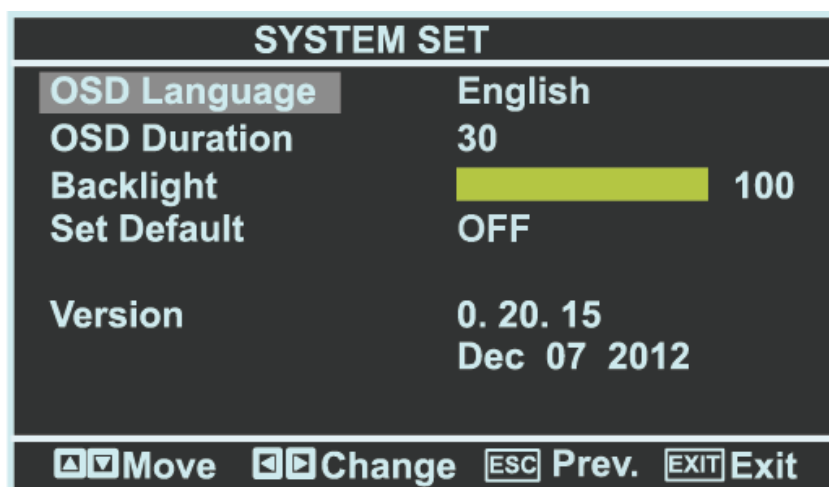 SYSTEM SET
OSD Language English
OSD Duration 30
Backlight 100
Set Default OFF
Version 0. 20. 15
Dec 07 2012
Move Change ESC Prev. EXIT Exit